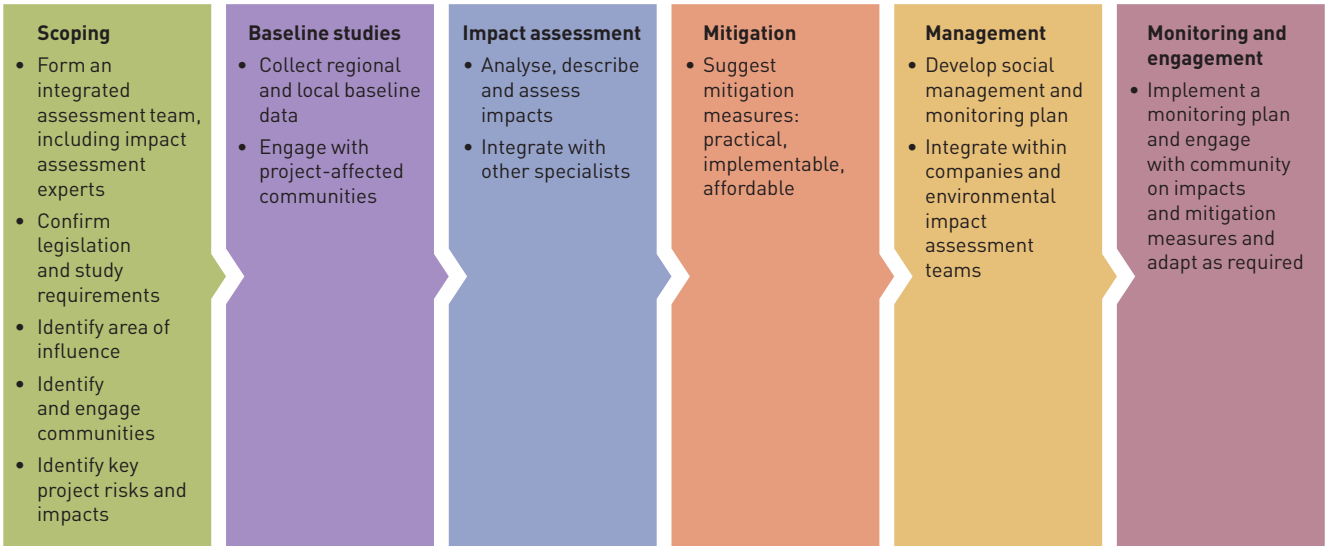 Scoping
• Form an
integrated
assessment team,
including impact
assessment
experts
• Confirm
legislation
and study
requirements
• Identify area of
influence
• Identify
and engage
communities
• Identify key
project risks and
impacts
Baseline studies
• Collect regional
and local baseline
data
• Engage with
project-affected
communities
Impact assessment
• Analyse, describe
and assess
impacts
• Integrate with
other specialists
Mitigation
• Suggest
mitigation
measures:
practical,
implementable,
affordable
Management
• Develop social
management and
monitoring plan
• Integrate within
companies and
environmental
impact
assessment
teams
Monitoring and
engagement
• Implement a
monitoring plan
and engage
with community
on impacts
and mitigation
measures and
adapt as required